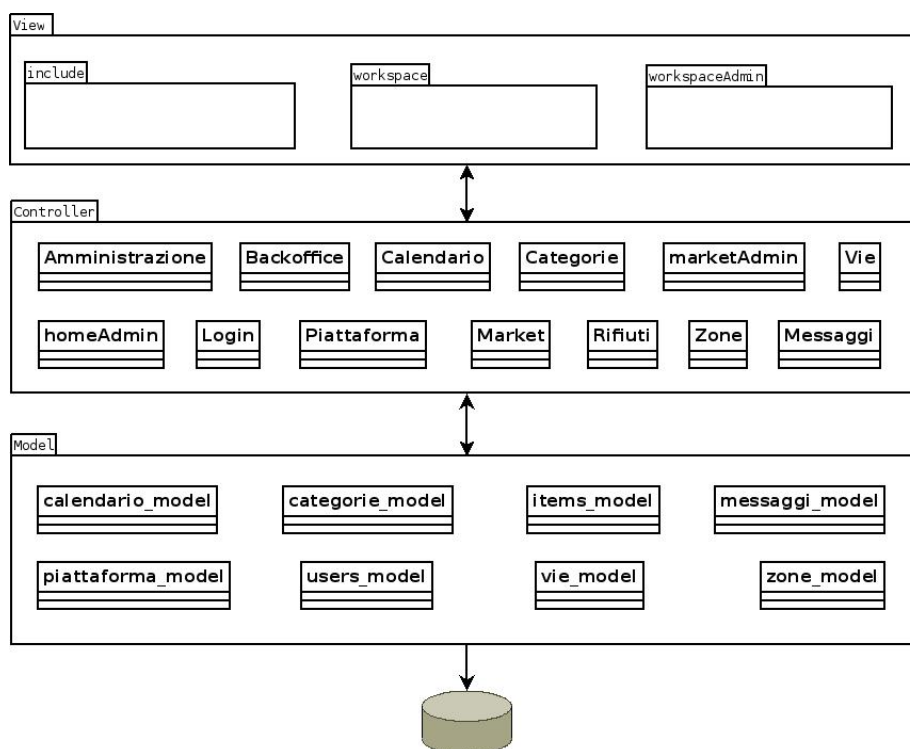 View
include
workspace
workspaceAdmin
Controller
Amministrazione
Backoffice
Calendario
Categorie
marketAdmin
Vie
homeAdmin
Login
Piattaforma
Market
Rifiuti
Zone
Messaggi
Model
calendario_model
categorie_model
items_model
messaggi_model
piattaforma_model
users_model
vie_model
zone_model